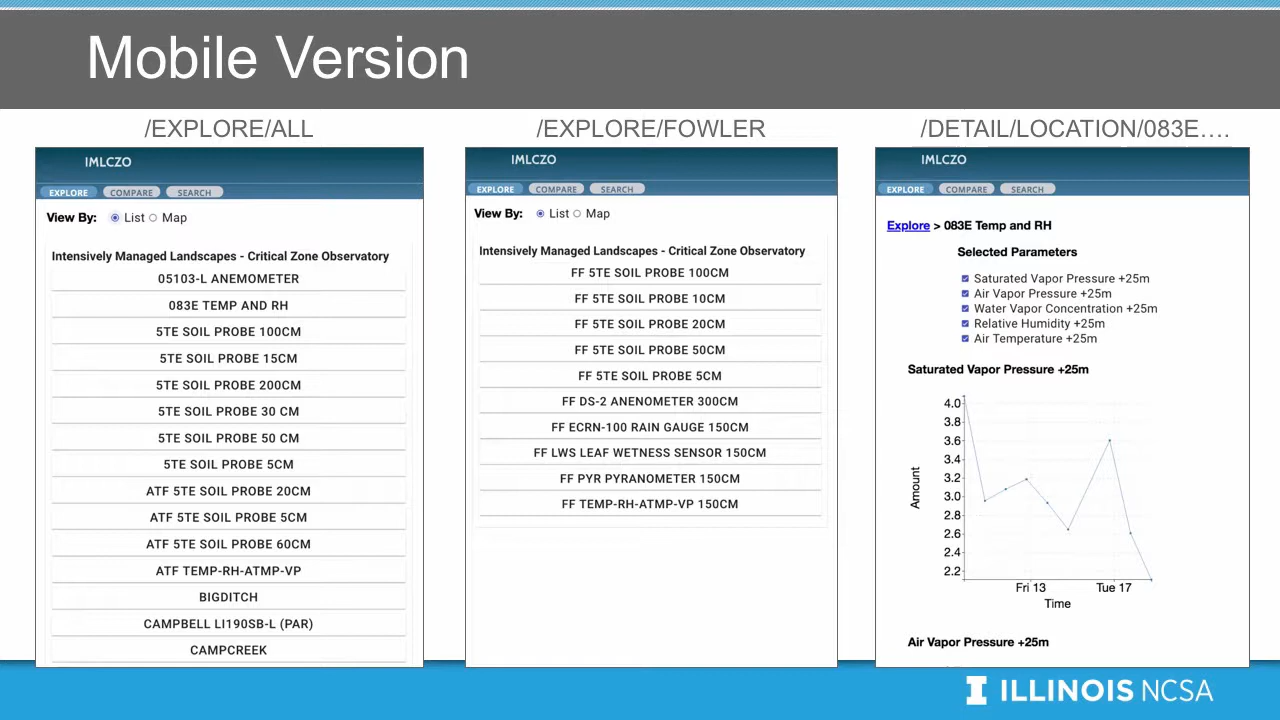 Mobile Version
/EXPLORE/ALL
IMLCZO
EXPLORE COMPARE SEARCH
View By: List Map
Intensively Managed Landscapes - Critical Zone Observatory
05103-L ANEMOMETER
083E TEMP AND RH
5TE SOIL PROBE 100CM
5TE SOIL PROBE 15CM
5TE SOIL PROBE 200CM
5TE SOIL PROBE 30 CM
5TE SOIL PROBE 50 CM
5TE SOIL PROBE 5CM
ATF 5TE SOIL PROBE 20CM
ATF 5TE SOIL PROBE 5CM
ATF 5TE SOIL PROBE 60CM
ATF TEMP-RH-ATMP-VP
BIGDITCH
CAMPBELL LI190SB-L (PAR)
CAMPCREEK
/EXPLORE/FOWLER
IMLCZO
EXPLORE COMPARE SEARCH
View By: List Map
Intensively Managed Landscapes - Critical Zone Observatory
FF 5TE SOIL PROBE 100CM
FF 5TE SOIL PROBE 10CM
FF 5TE SOIL PROBE 20CM
FF 5TE SOIL PROBE 50CM
FF 5TE SOIL PROBE 5CM
FF DS-2 ANENOMETER 300CM
FF ECRN-100 RAIN GAUGE 150CM
FF LWS LEAF WETNESS SENSOR 150CM
FF PYR PYRANOMETER 150CM
FF TEMP-RH-ATMP-VP 150CM
/DETAIL/LOCATION/083E....
IMLCZO
EXPLORE COMPARE SEARCH
Explore > 083E Temp and RH
Selected Parameters
Saturated Vapor Pressure +25m
Air Vapor Pressure +25m
Water Vapor Concentration +25m
Relative Humidity +25m
Air Temperature +25m
Saturated Vapor Pressure +25m
4.0
3.8
3.6
3.4
3.2
3.0
2.8
2.6
2.4
2.2
Amount
Fri 13 Tue 17
Time
Air Vapor Pressure +25m
ILLINOIS NCSA